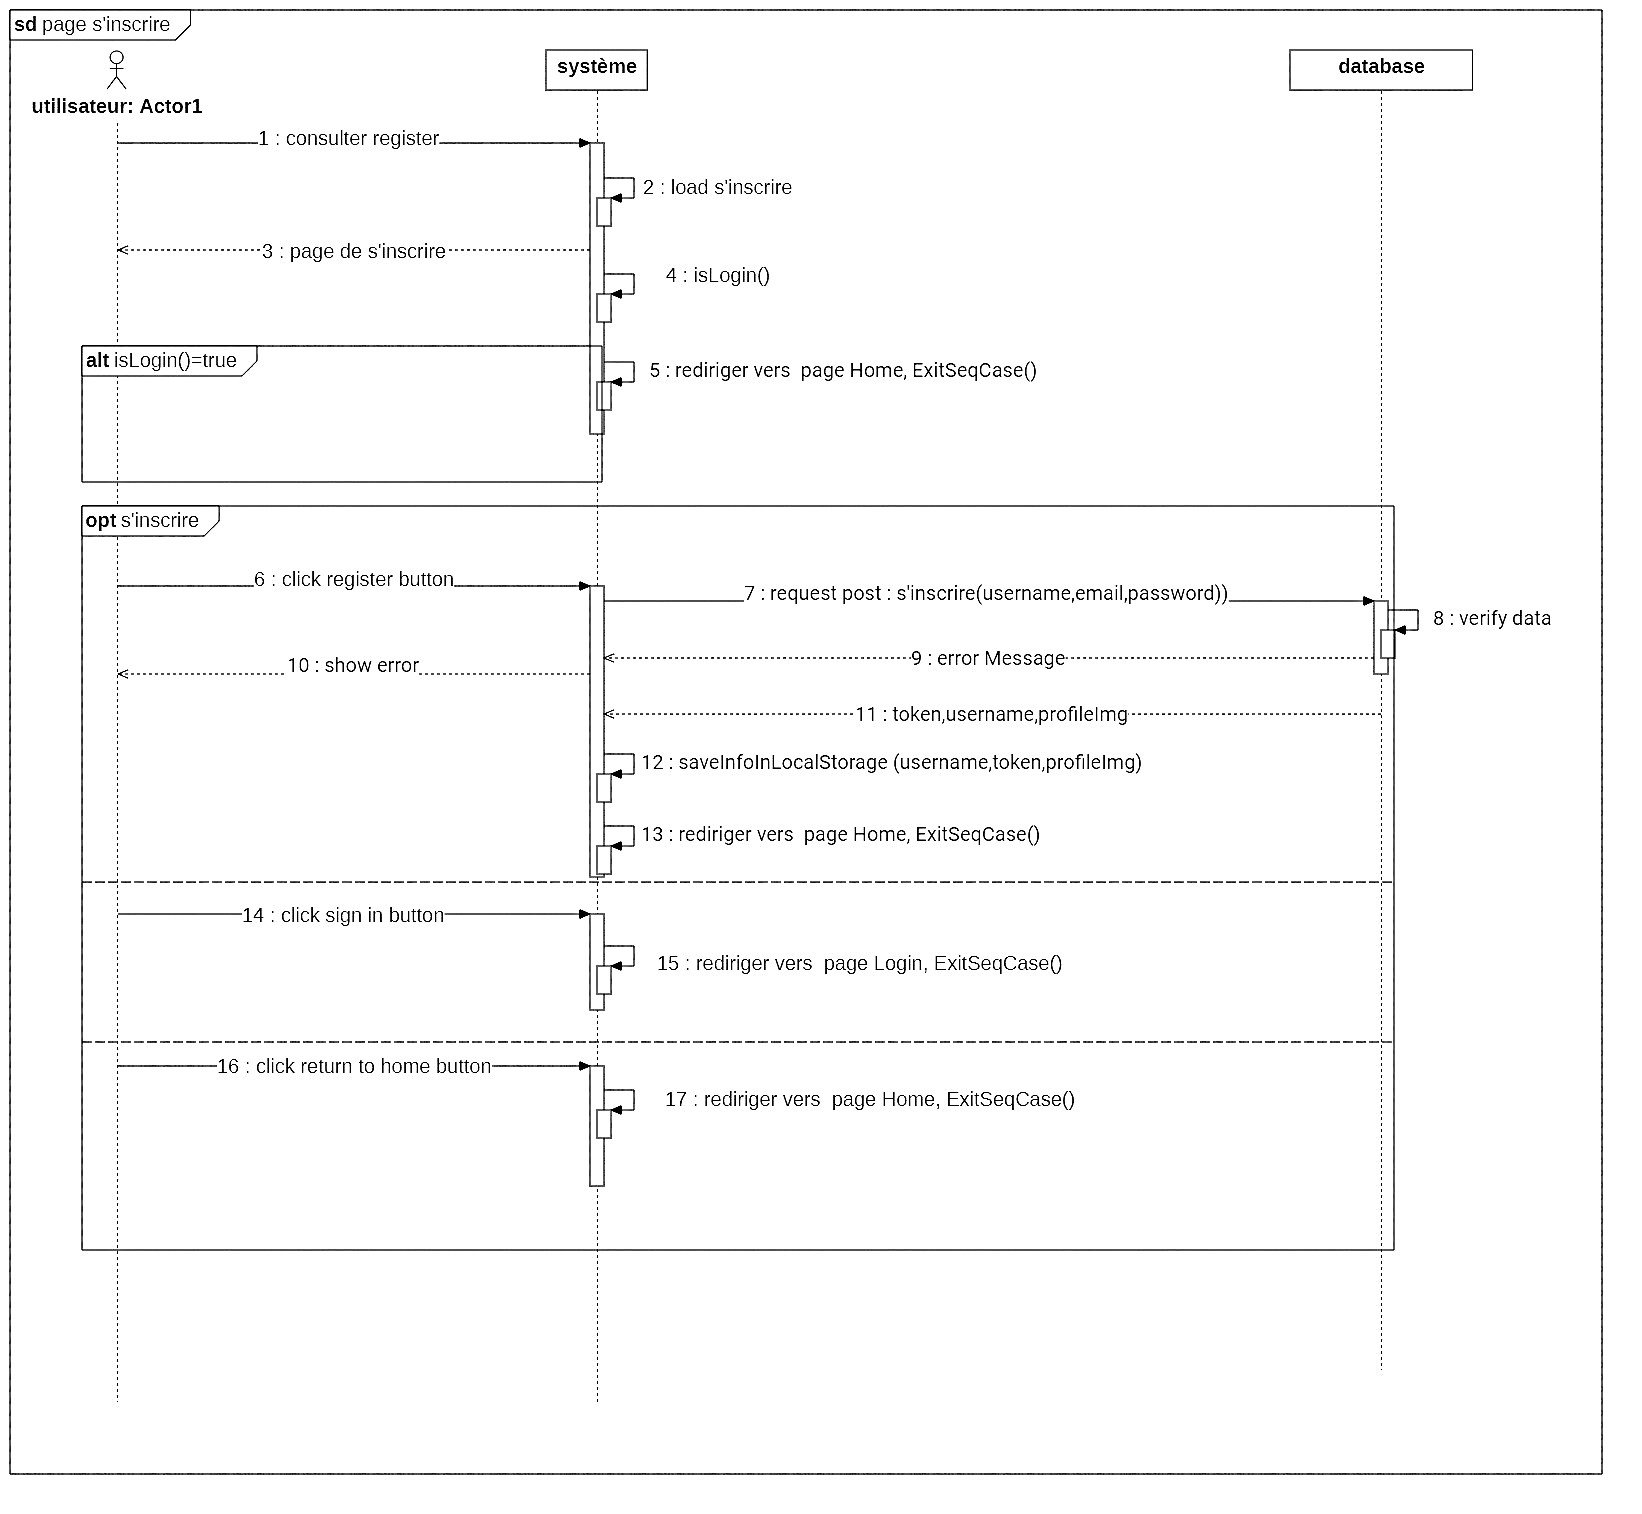 sd page s'inscrire
utilisateur: Actor1
système
database
1 : consulter register
2 : load s'inscrire
3 : page de s'inscrire
4 : isLogin()
alt isLogin()=true
5 : rediriger vers  page Home, ExitSeqCase()
opt s'inscrire
6 : click register button
7 : request post : s'inscrire(username,email,password))
8 : verify data
9 : error Message
10 : show error
11 : token,username,profileImg
12 : saveInfoInLocalStorage (username,token,profileImg)
13 : rediriger vers  page Home, ExitSeqCase()
14 : click sign in button
15 : rediriger vers  page Login, ExitSeqCase()
16 : click return to home button
17 : rediriger vers  page Home, ExitSeqCase()